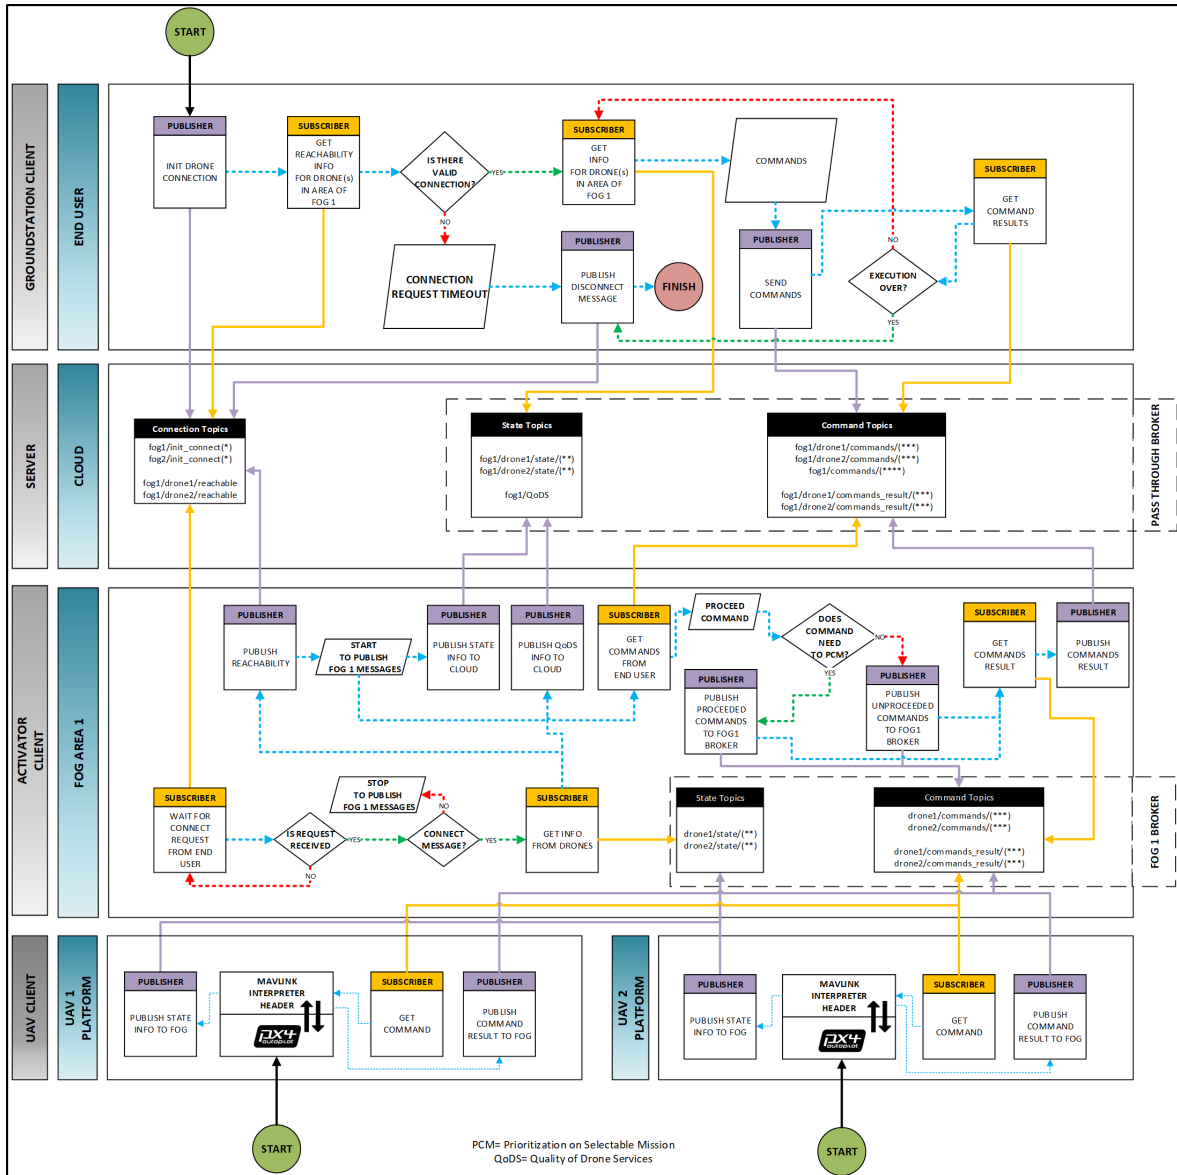 START
GROUNDSTATION CLIENT
END USER
PUBLISHER
INIT DRONE
CONNECTION
SUBSCRIBER
GET
REACHABILITY
INFO
FOR DRONE(s)
IN AREA OF
FOG 1
IS THERE
VALID
CONNECTION?
YES
NO
CONNECTION
REQUEST TIMEOUT
SUBSCRIBER
GET
INFO
FOR DRONE(s)
IN AREA OF
FOG 1
PUBLISHER
PUBLISH
DISCONNECT
MESSAGE
FINISH
COMMANDS
PUBLISHER
SEND
COMMANDS
NO
EXECUTION
OVER?
YES
SUBSCRIBER
GET
COMMAND
RESULTS
SERVER
CLOUD
Connection Topics
fog1/init_connect(*)
fog2/init_connect(*)
fog1/drone1/reachable
fog1/drone2/reachable
State Topics
fog1/drone1/state/(**)
fog1/drone2/state/(**)
fog1/QoDS
Command Topics
fog1/drone1/commands/(***)
fog1/drone2/commands/(***)
fog1/commands/(****)
fog1/drone1/commands_result/(***)
fog1/drone2/commands_result/(***)
PASS THROUGH BROKER
ACTIVATOR
CLIENT
FOG AREA 1
PUBLISHER
PUBLISH
REACHABILITY
START
TO PUBLISH
FOG 1 MESSAGES
PUBLISHER
PUBLISH STATE
INFO TO
CLOUD
PUBLISHER
PUBLISH QoDS
INFO TO
CLOUD
SUBSCRIBER
GET
COMMANDS
FROM
END USER
PROCEED
COMMAND
DOES
COMMAND
NEED
TO PCM?
NO
YES
PUBLISHER
PUBLISH
PROCEEDED
COMMANDS
TO FOG1
BROKER
PUBLISHER
PUBLISH
UNPROCEEDED
COMMANDS
TO FOG1
BROKER
SUBSCRIBER
GET
COMMANDS
RESULT
PUBLISHER
PUBLISH
COMMANDS
RESULT
SUBSCRIBER
WAIT FOR
CONNECT
REQUEST
FROM END
USER
IS REQUEST
RECEIVED
YES
NO
STOP
TO PUBLISH
FOG 1 MESSAGES
NO
CONNECT
MESSAGE?
YES
SUBSCRIBER
GET INFO
FROM DRONES
State Topics
drone1/state/(**)
drone2/state/(**)
Command Topics
drone1/commands/(***)
drone2/commands/(***)
drone1/commands_result/(***)
drone2/commands_result/(***)
FOG 1 BROKER
UAV CLIENT
UAV 1
PLATFORM
PUBLISHER
PUBLISH STATE
INFO TO FOG
MAVLINK
INTERPRETER
HEADER
px4
autopilot
SUBSCRIBER
GET
COMMAND
PUBLISHER
PUBLISH
COMMAND
RESULT TO FOG
UAV 2
PLATFORM
PUBLISHER
PUBLISH STATE
INFO TO FOG
MAVLINK
INTERPRETER
HEADER
px4
autopilot
SUBSCRIBER
GET
COMMAND
PUBLISHER
PUBLISH
COMMAND
RESULT TO FOG
START
START
PCM= Prioritization on Selectable Mission
QoDS= Quality of Drone Services